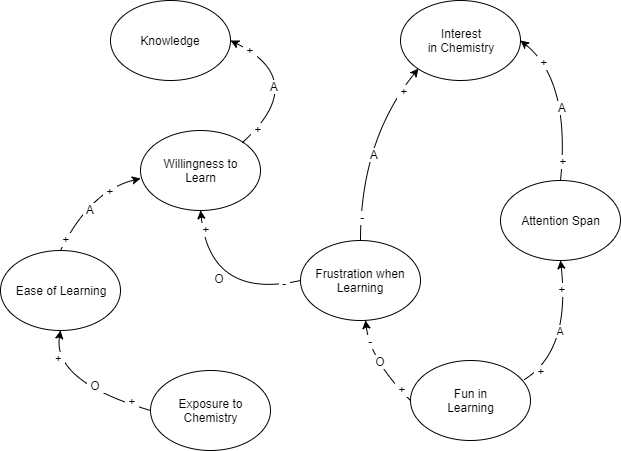 Knowledge
Interest
in Chemistry
+
+
+
A
+
A
+
A
-
+
Willingness to
Learn
+
A
+
+
Attention Span
O
-
Frustration when
Learning
Ease of Learning
+
A
+
+
-
O
+
Fun in
Learning
+
O
+
Exposure to
Chemistry